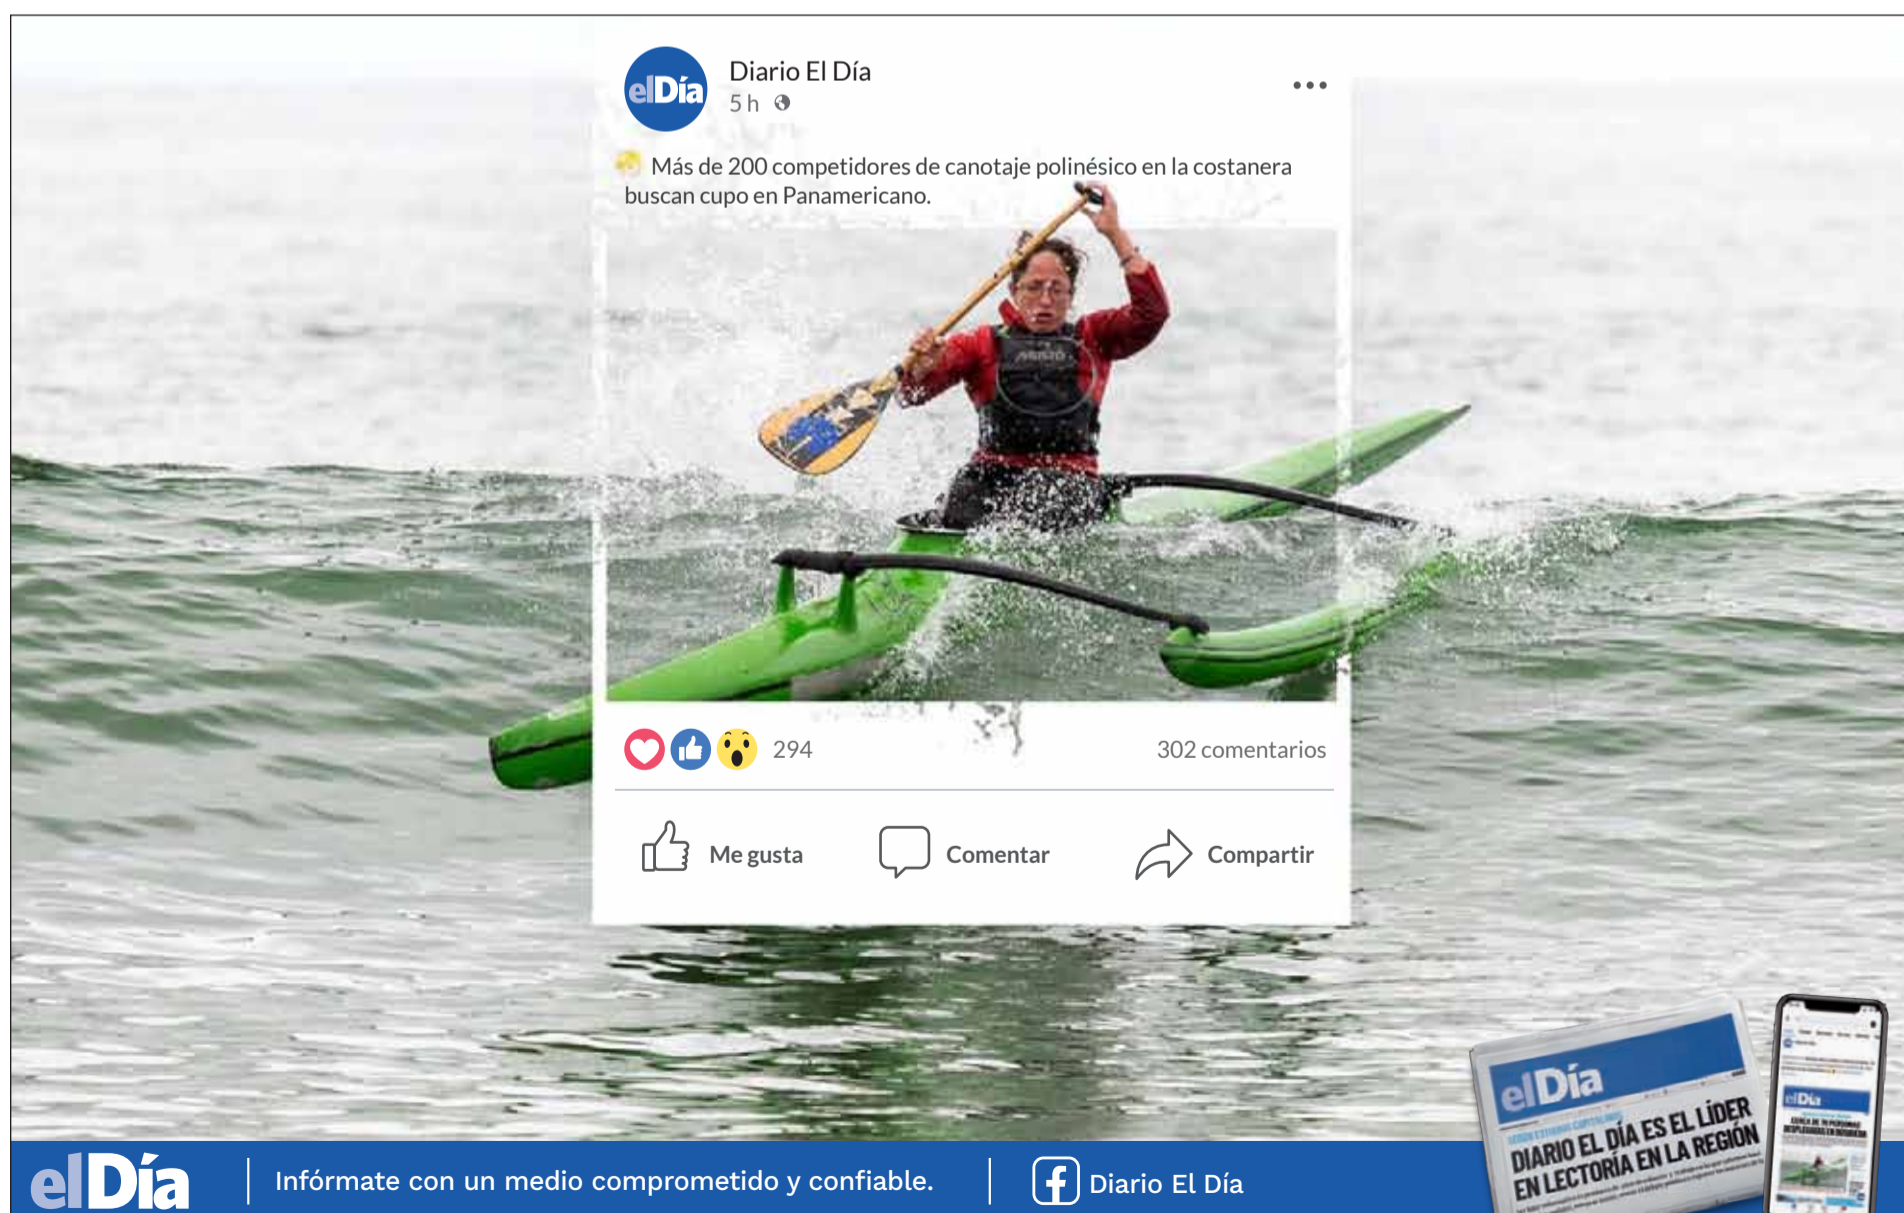 elDía
Diario El Día
5 h
Más de 200 competidores de canotaje polinésico en la costanera
buscan cupo en Panamericano.
294
302 comentarios
Me gusta
Comentar
Compartir
elDía
Infórmate con un medio comprometido y confiable.
Diario El Día
elDía
DIARIO EL DÍA ES EL LÍDER
EN LECTORÍA EN LA REGIÓN
elDía